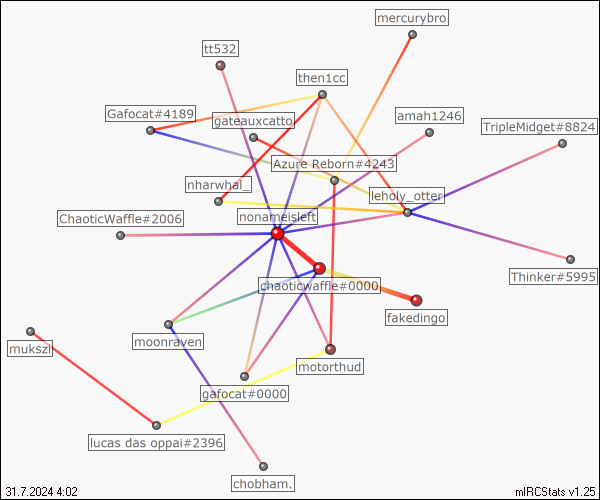 mercurybro
tt532
then1cc
Gafocat#4189
gateauxcatto
amah1246
TripleMidget#8824
Azure Reborn#4243
nharwhal_
leholy_otter
ChaoticWaffle#2006
nonameisleft
Thinker#5995
chaoticwaffle#0000
fakedingo
moonraven
mukszi
motorthud
gafocat#0000
lucas das oppai#2396
chobham.
31.7.2024 4:02
mIRCStats v1.25